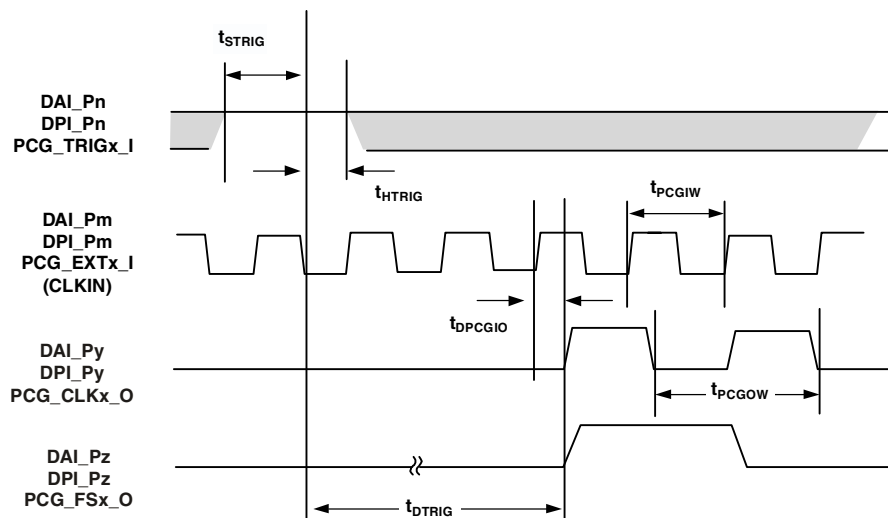 tSTRIG
DAI_Pn
DPI_Pn
PCG_TRIGx_I
tHTRIG
tPCGIW
DAI_Pm
DPI_Pm
PCG_EXTx_I
(CLKIN)
tDPCGIO
DAI_Py
DPI_Py
PCG_CLKx_O
tPCGOW
DAI_Pz
DPI_Pz
PCG_FSx_O
tDTRIG